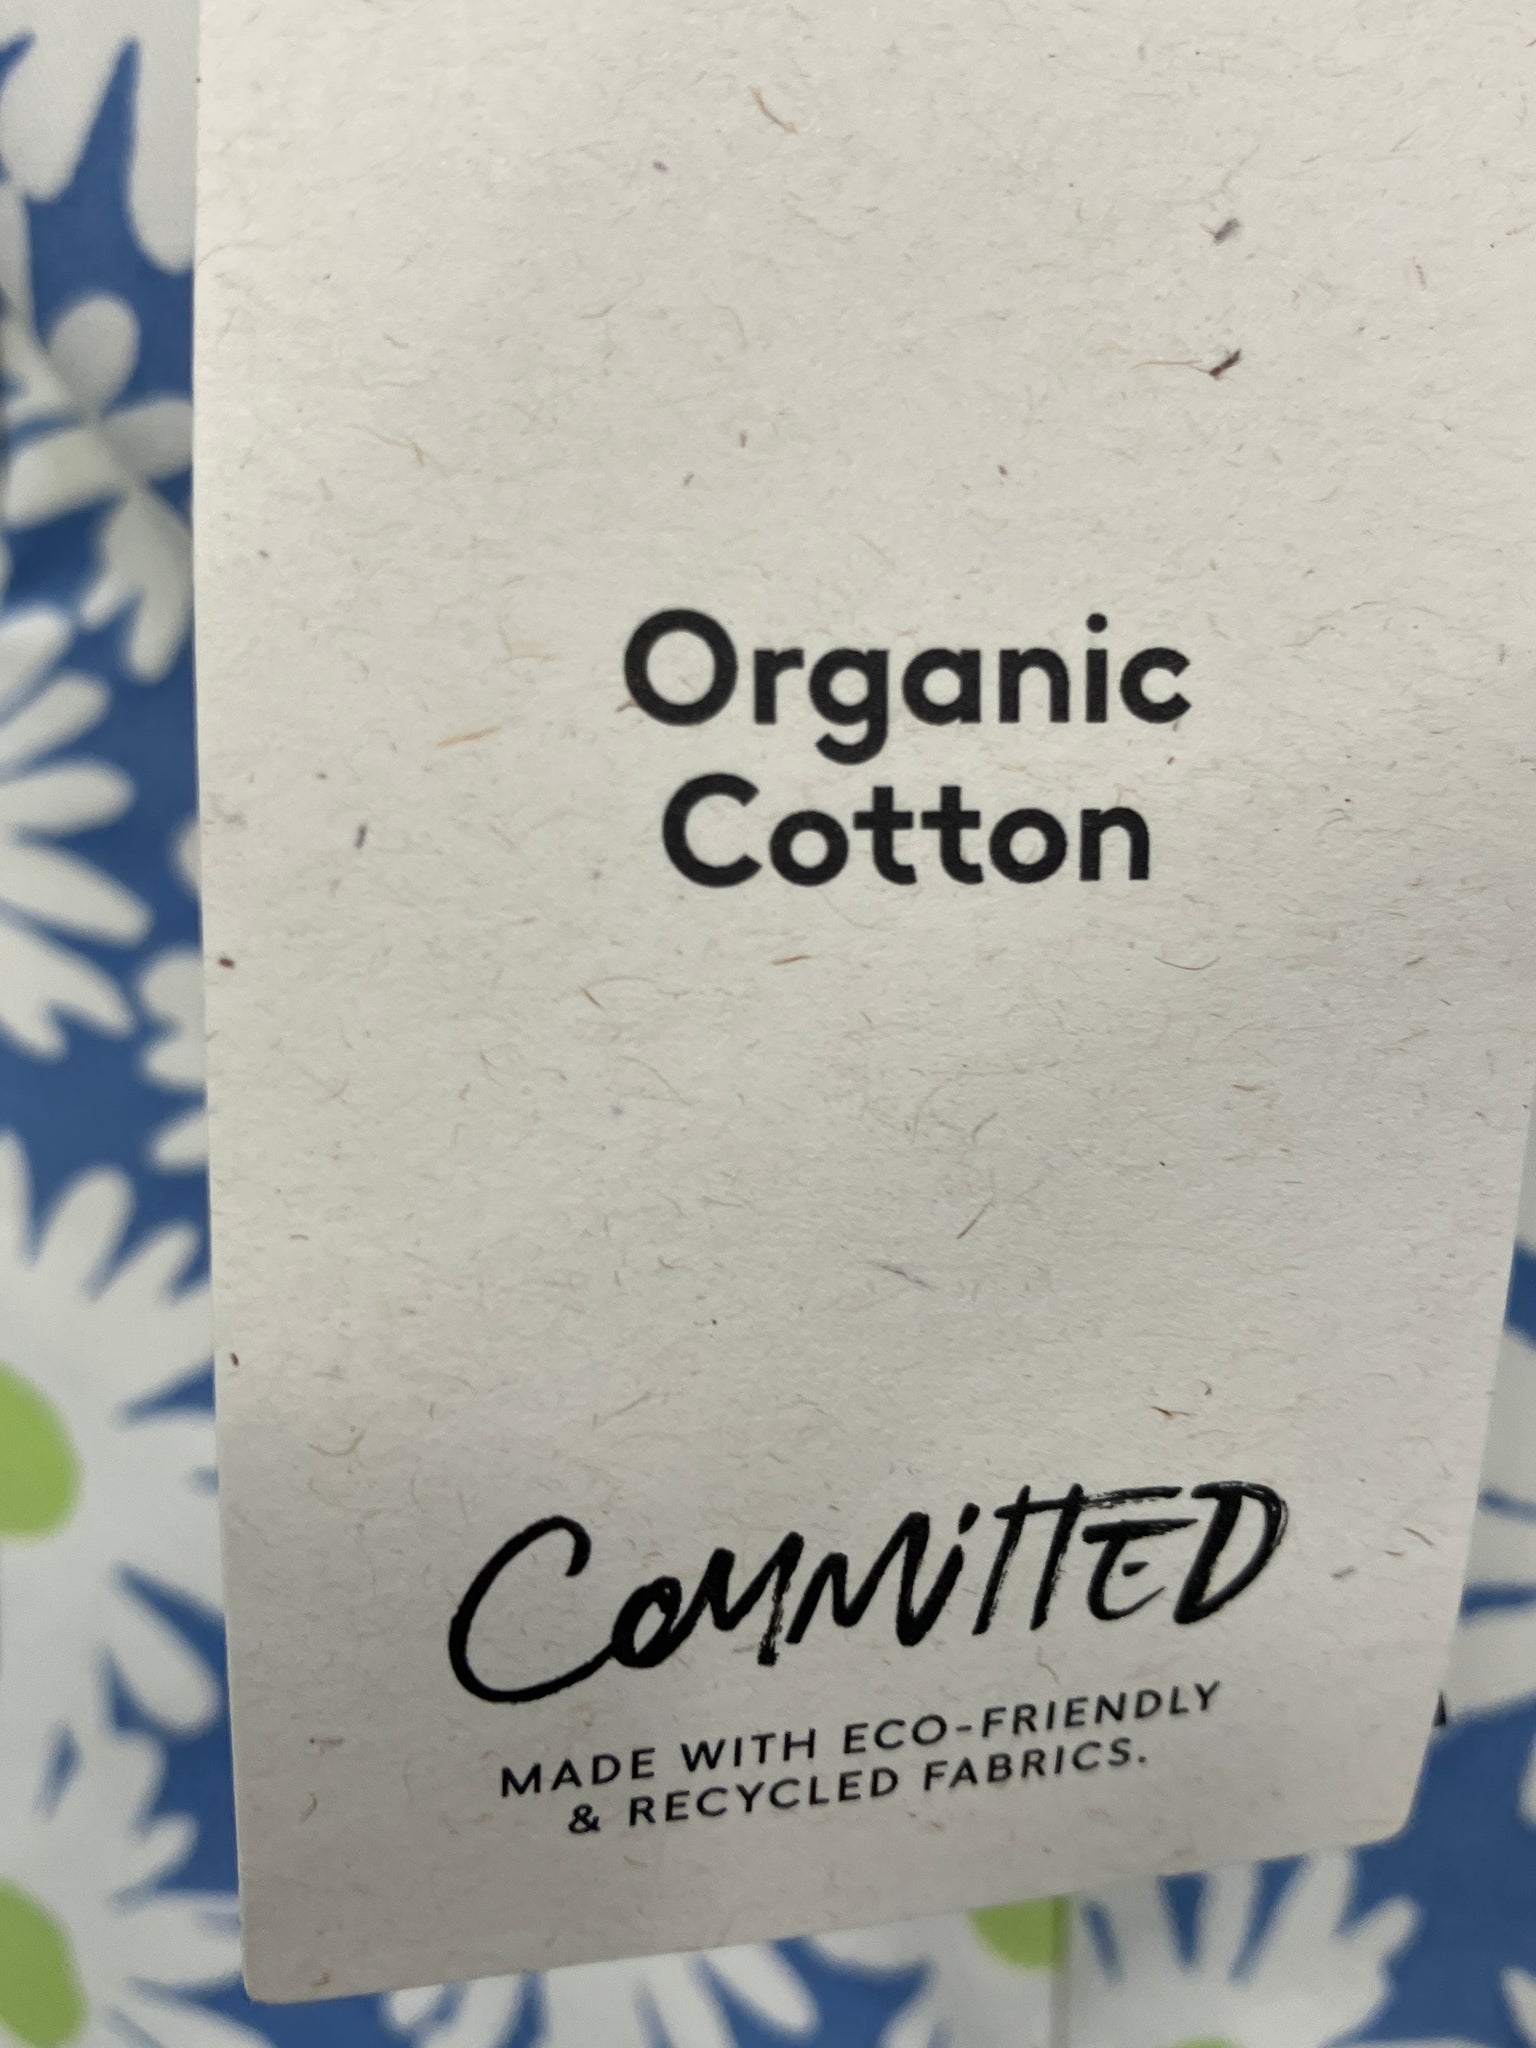 Organic
Cotton
COMMITTED
MADE WITH ECO-FRIENDLY
& RECYCLED FABRICS.